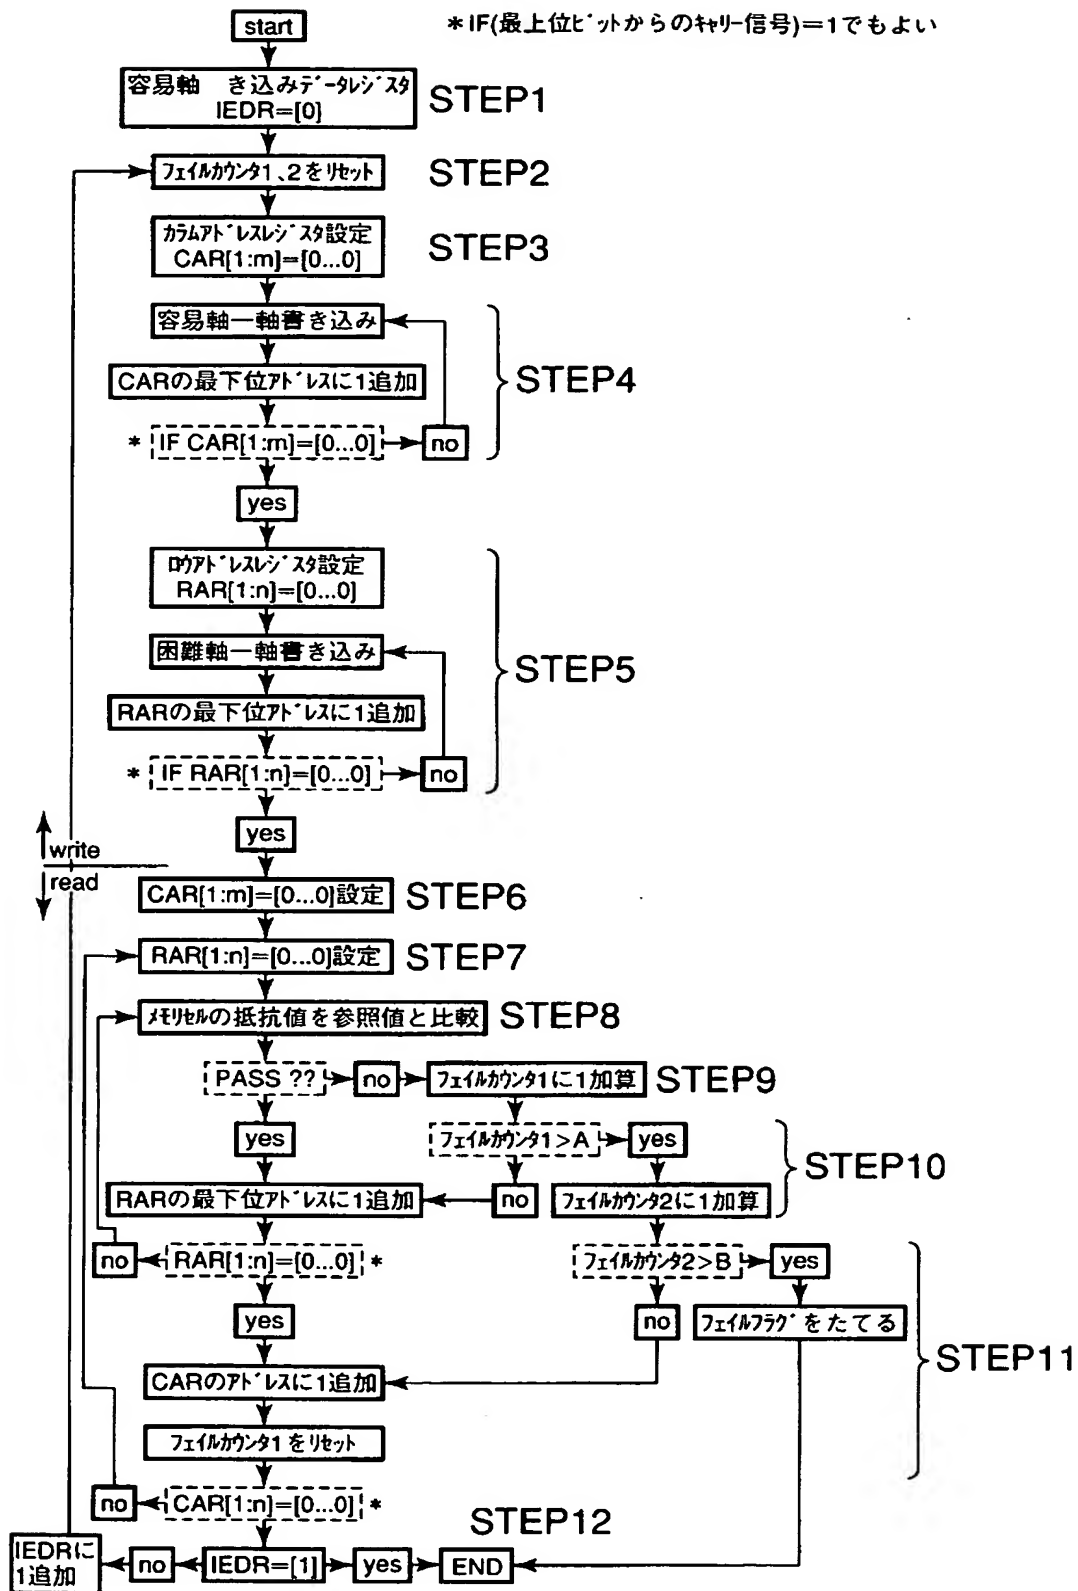 start
*IF(最上位ビットからのキャリー信号)=1でもよい
容易軸 き込みデータレジスタ
IEDR=[0]
STEP1
フェイルカウンタ1、2をリセット
STEP2
カラムアドレスレジスタ設定
CAR[1:m]=[0...0]
STEP3
容易軸一軸書き込み
CARの最下位アドレスに1追加
* IF CAR[1:m]=[0...0]
no
STEP4
yes
ロウアドレスレジスタ設定
RAR[1:n]=[0...0]
困難軸一軸書き込み
RARの最下位アドレスに1追加
* IF RAR[1:n]=[0...0]
no
STEP5
yes
write
read
CAR[1:m]=[0...0]設定
STEP6
RAR[1:n]=[0...0]設定
STEP7
メモリセルの抵抗値を参照値と比較
STEP8
PASS ??
no
フェイルカウンタ1に1加算
STEP9
yes
フェイルカウンタ1>A
yes
STEP10
RARの最下位アドレスに1追加
no
フェイルカウンタ2に1加算
no
RAR[1:n]=[0...0] *
フェイルカウンタ2>B
yes
yes
no
フェイルフラグをたてる
STEP11
CARのアドレスに1追加
フェイルカウンタ1をリセット
no
CAR[1:n]=[0...0] *
STEP12
IEDRに
1追加
no
IEDR=[1]
yes
END